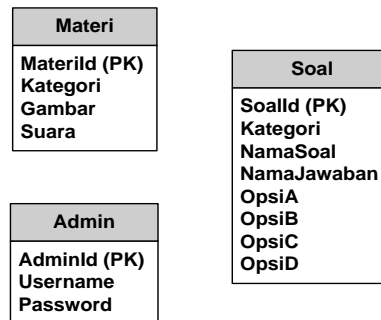 Materi
MateriId (PK)
Kategori
Gambar
Suara
Soal
SoalId (PK)
Kategori
NamaSoal
NamaJawaban
OpsiA
OpsiB
OpsiC
OpsiD
Admin
AdminId (PK)
Username
Password